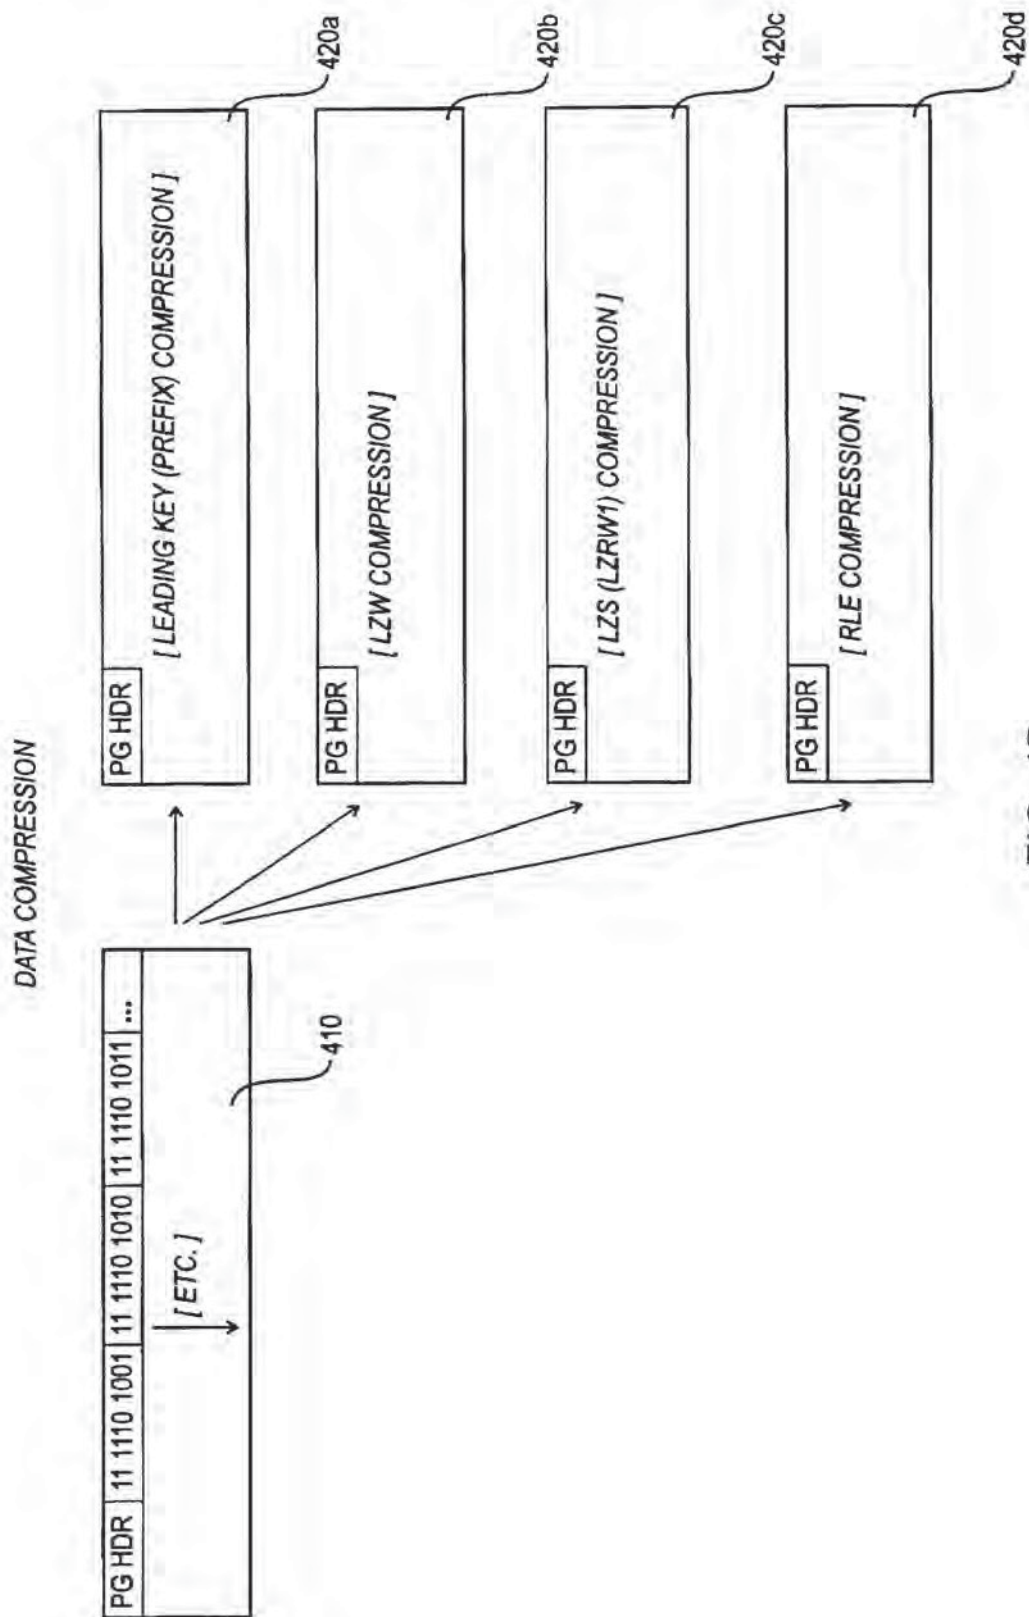 DATA COMPRESSION
PG HDR 11 1110 1001 11 1110 1010 11 1110 1011 ...
[ETC.]
410
PG HDR
[LEADING KEY (PREFIX) COMPRESSION]
420a
PG HDR
[LZW COMPRESSION]
420b
PG HDR
[LZS (LZRW1) COMPRESSION]
420c
PG HDR
[RLE COMPRESSION]
420d